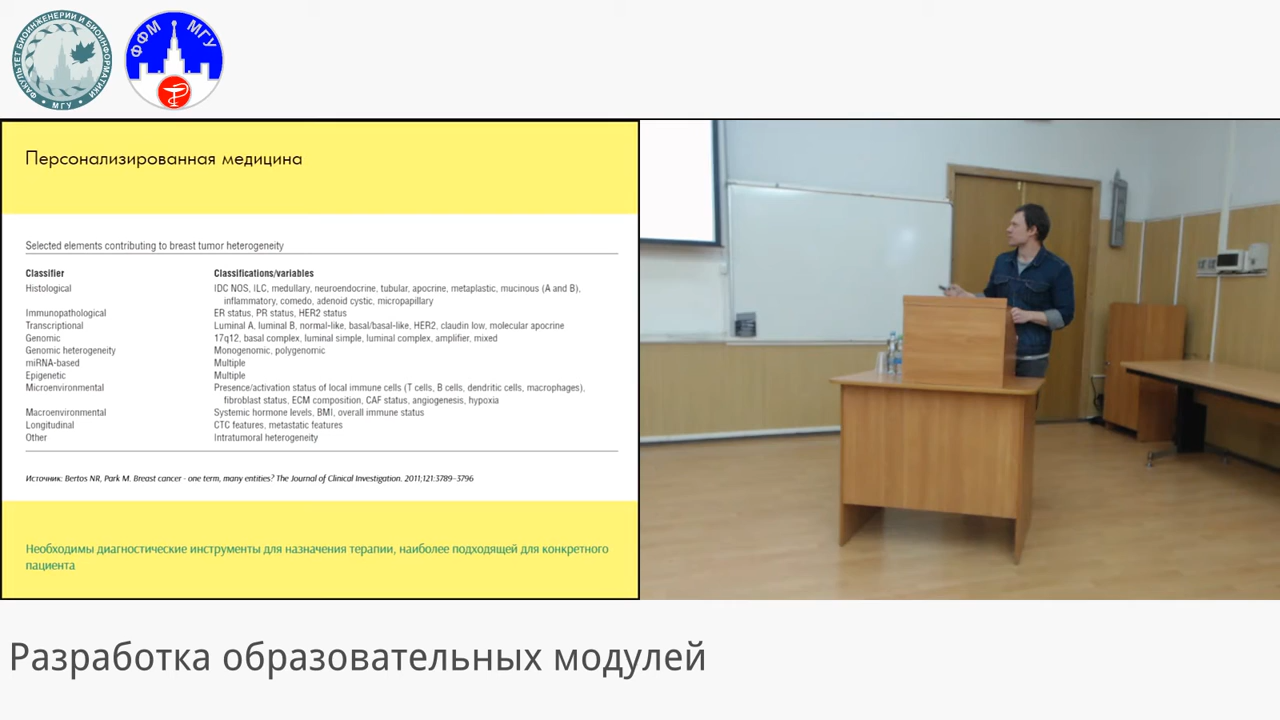 ФАКУЛЬТЕТ БИОИНЖЕНЕРИИ И БИОИНФОРМАТИКИ
• МГУ •
ФФМ МГУ
Персонализированная медицина
Selected elements contributing to breast tumor heterogeneity
Classifier Classifications/variables
Histological IDC NOS, ILC, medullary, neuroendocrine, tubular, apocrine, metaplastic, mucinous (A and B),
inflammatory, comedo, adenoid cystic, micropapillary
Immunopathological ER status, PR status, HER2 status
Transcriptional Luminal A, luminal B, normal-like, basal/basal-like, HER2, claudin low, molecular apocrine
Genomic 17q12, basal complex, luminal simple, luminal complex, amplifier, mixed
Genomic heterogeneity Monogenomic, polygenomic
miRNA-based Multiple
Epigenetic Multiple
Microenvironmental Presence/activation status of local immune cells (T cells, B cells, dendritic cells, macrophages),
fibroblast status, ECM composition, CAF status, angiogenesis, hypoxia
Macroenvironmental Systemic hormone levels, BMI, overall immune status
Longitudinal CTC features, metastatic features
Other Intratumoral heterogeneity
Источник: Bertos NR, Park M. Breast cancer - one term, many entities? The Journal of Clinical Investigation. 2011;121:3789–3796
Необходимы диагностические инструменты для назначения терапии, наиболее подходящей для конкретного
пациента
Разработка образовательных модулей